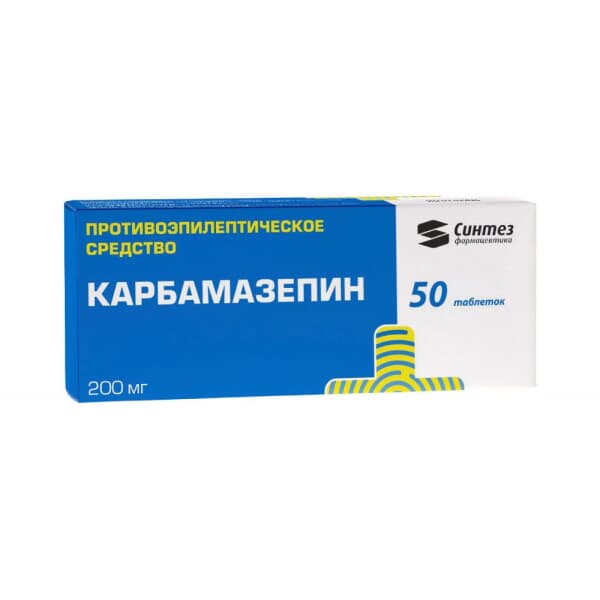 ПРОТИВОЭПИЛЕПТИЧЕСКОЕ
СРЕДСТВО
КАРБАМАЗЕПИН
200 мг
Синтез
фармацевтика
50 таблеток